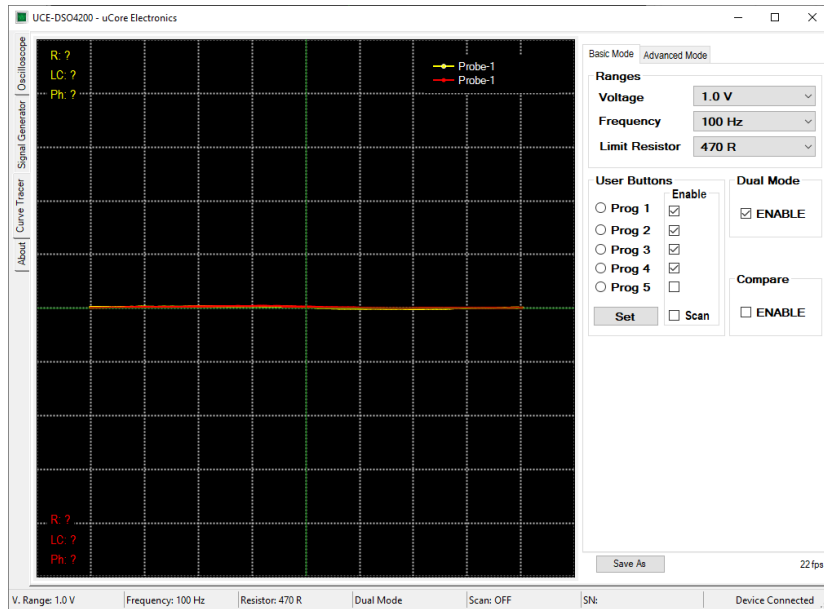 UCE-DSO4200 - uCore Electronics
Oscilloscope
Signal Generator
Curve Tracer
About
R: ?
LC: ?
Ph: ?
Probe-1
Probe-1
R: ?
LC: ?
Ph: ?
Basic Mode
Advanced Mode
Ranges
Voltage 1.0 V
Frequency 100 Hz
Limit Resistor 470 R
User Buttons
Enable
Prog 1
Prog 2
Prog 3
Prog 4
Prog 5
Set
Scan
Dual Mode
ENABLE
Compare
ENABLE
Save As
22 fps
V. Range: 1.0 V
Frequency: 100 Hz
Resistor: 470 R
Dual Mode
Scan: OFF
SN:
Device Connected